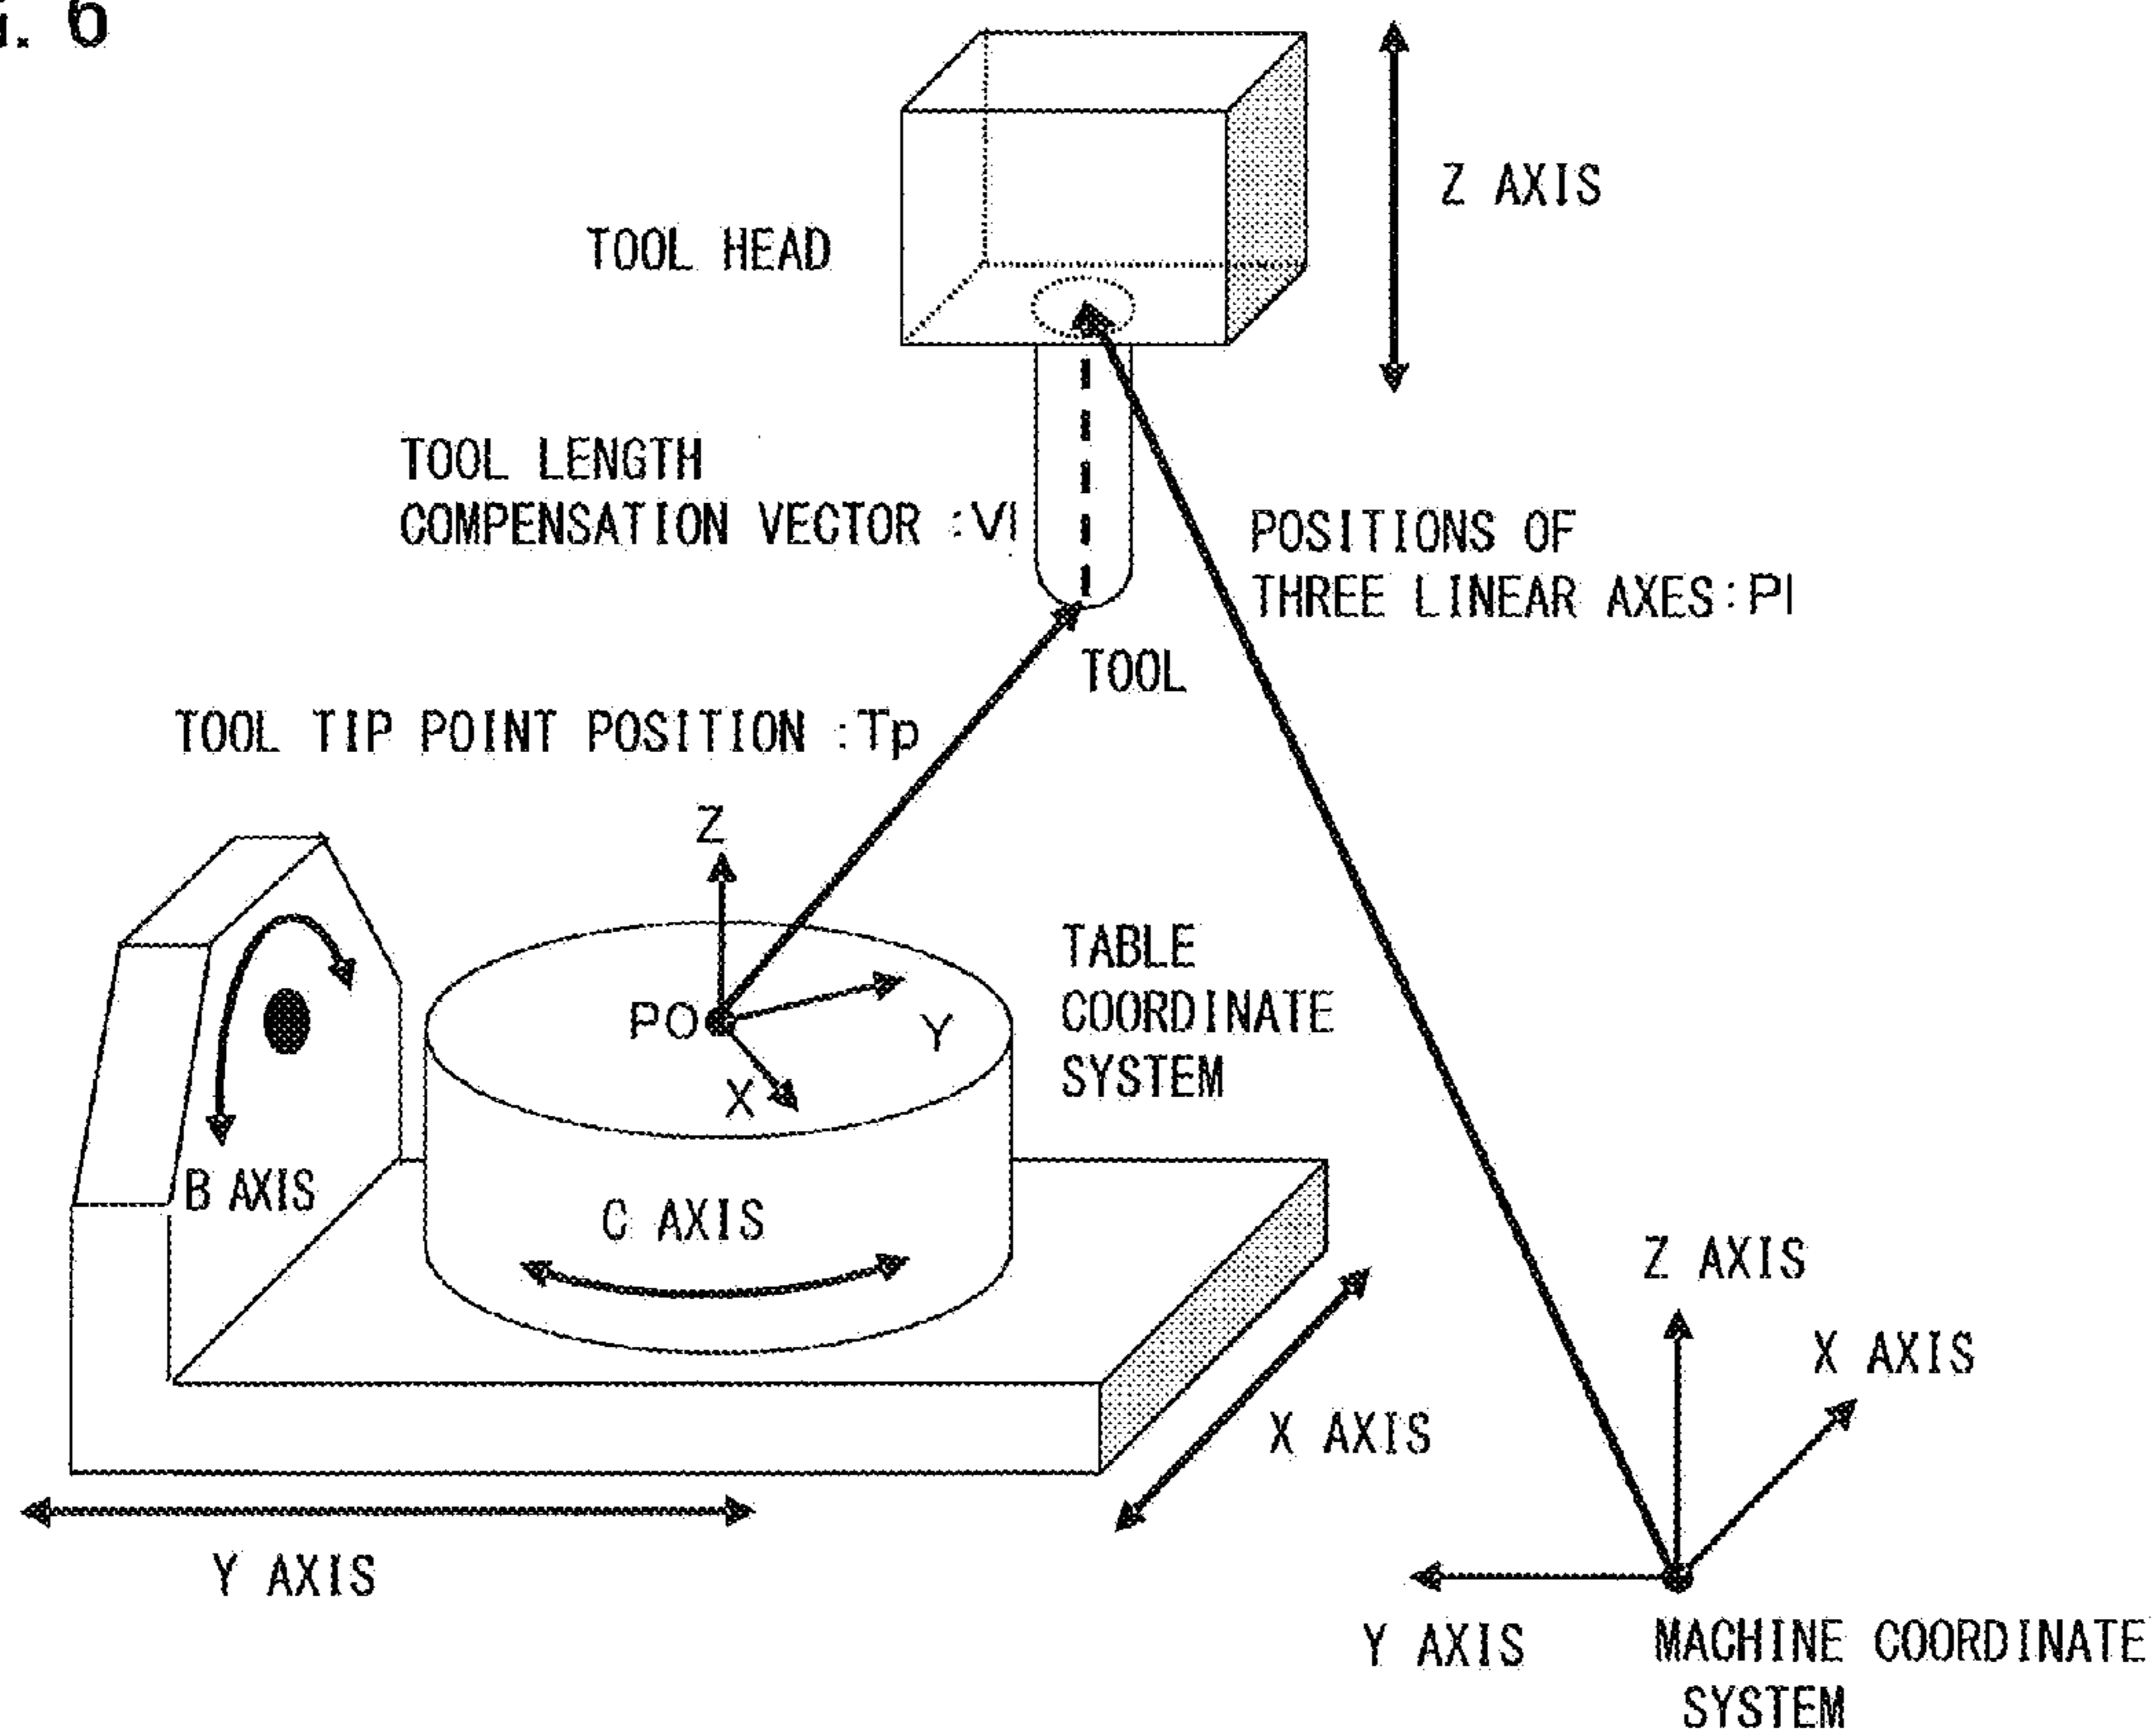 6
Z AXIS
TOOL HEAD
TOOL LENGTH
COMPENSATION VECTOR :Vl
POSITIONS OF
THREE LINEAR AXES:Pl
TOOL
TOOL TIP POINT POSITION :Tp
Z
PO
Y
X
TABLE
COORDINATE
SYSTEM
B AXIS
C AXIS
X AXIS
Y AXIS
Z AXIS
X AXIS
Y AXIS
MACHINE COORDINATE
SYSTEM